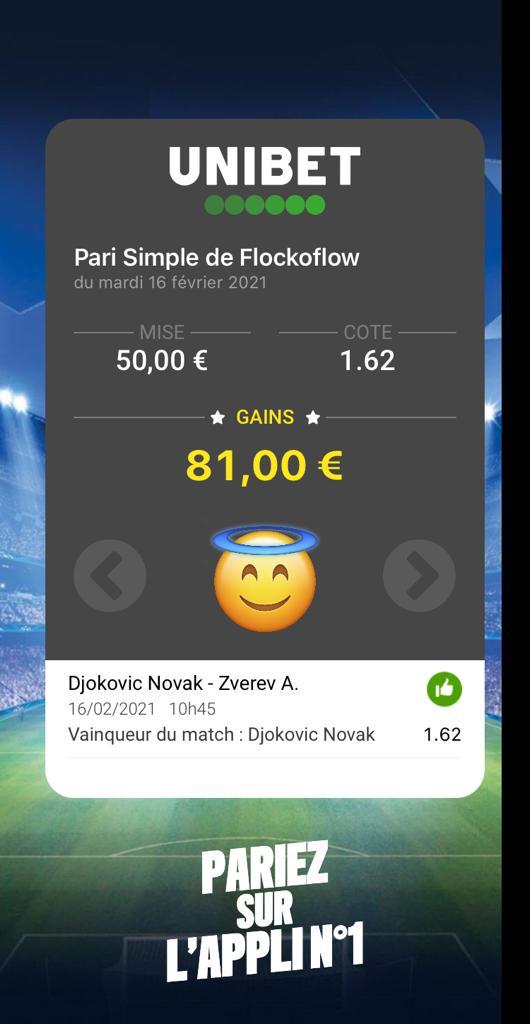 UNIBET
Pari Simple de Flockoflow
du mardi 16 février 2021
MISE
50,00 €
COTE
1.62
GAINS
81,00 €
Djokovic Novak - Zverev A.
16/02/2021 10h45
Vainqueur du match : Djokovic Novak 1.62
PARIEZ
SUR
L'APPLI N°1